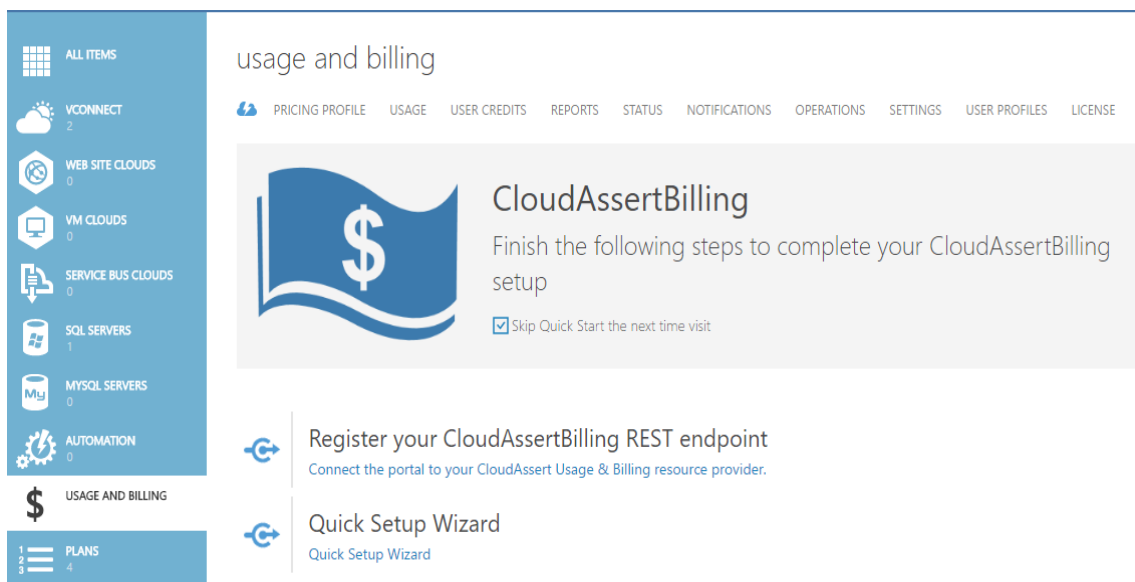 ALL ITEMS
VCONNECT
2
WEB SITE CLOUDS
0
VM CLOUDS
0
SERVICE BUS CLOUDS
0
SQL SERVERS
1
My
MYSQL SERVERS
0
AUTOMATION
0
$
USAGE AND BILLING
1
2
3
PLANS
4
usage and billing
PRICING PROFILE USAGE USER CREDITS REPORTS STATUS NOTIFICATIONS OPERATIONS SETTINGS USER PROFILES LICENSE
$
CloudAssertBilling
Finish the following steps to complete your CloudAssertBilling
setup
Skip Quick Start the next time visit
Register your CloudAssertBilling REST endpoint
Connect the portal to your CloudAssert Usage & Billing resource provider.
Quick Setup Wizard
Quick Setup Wizard